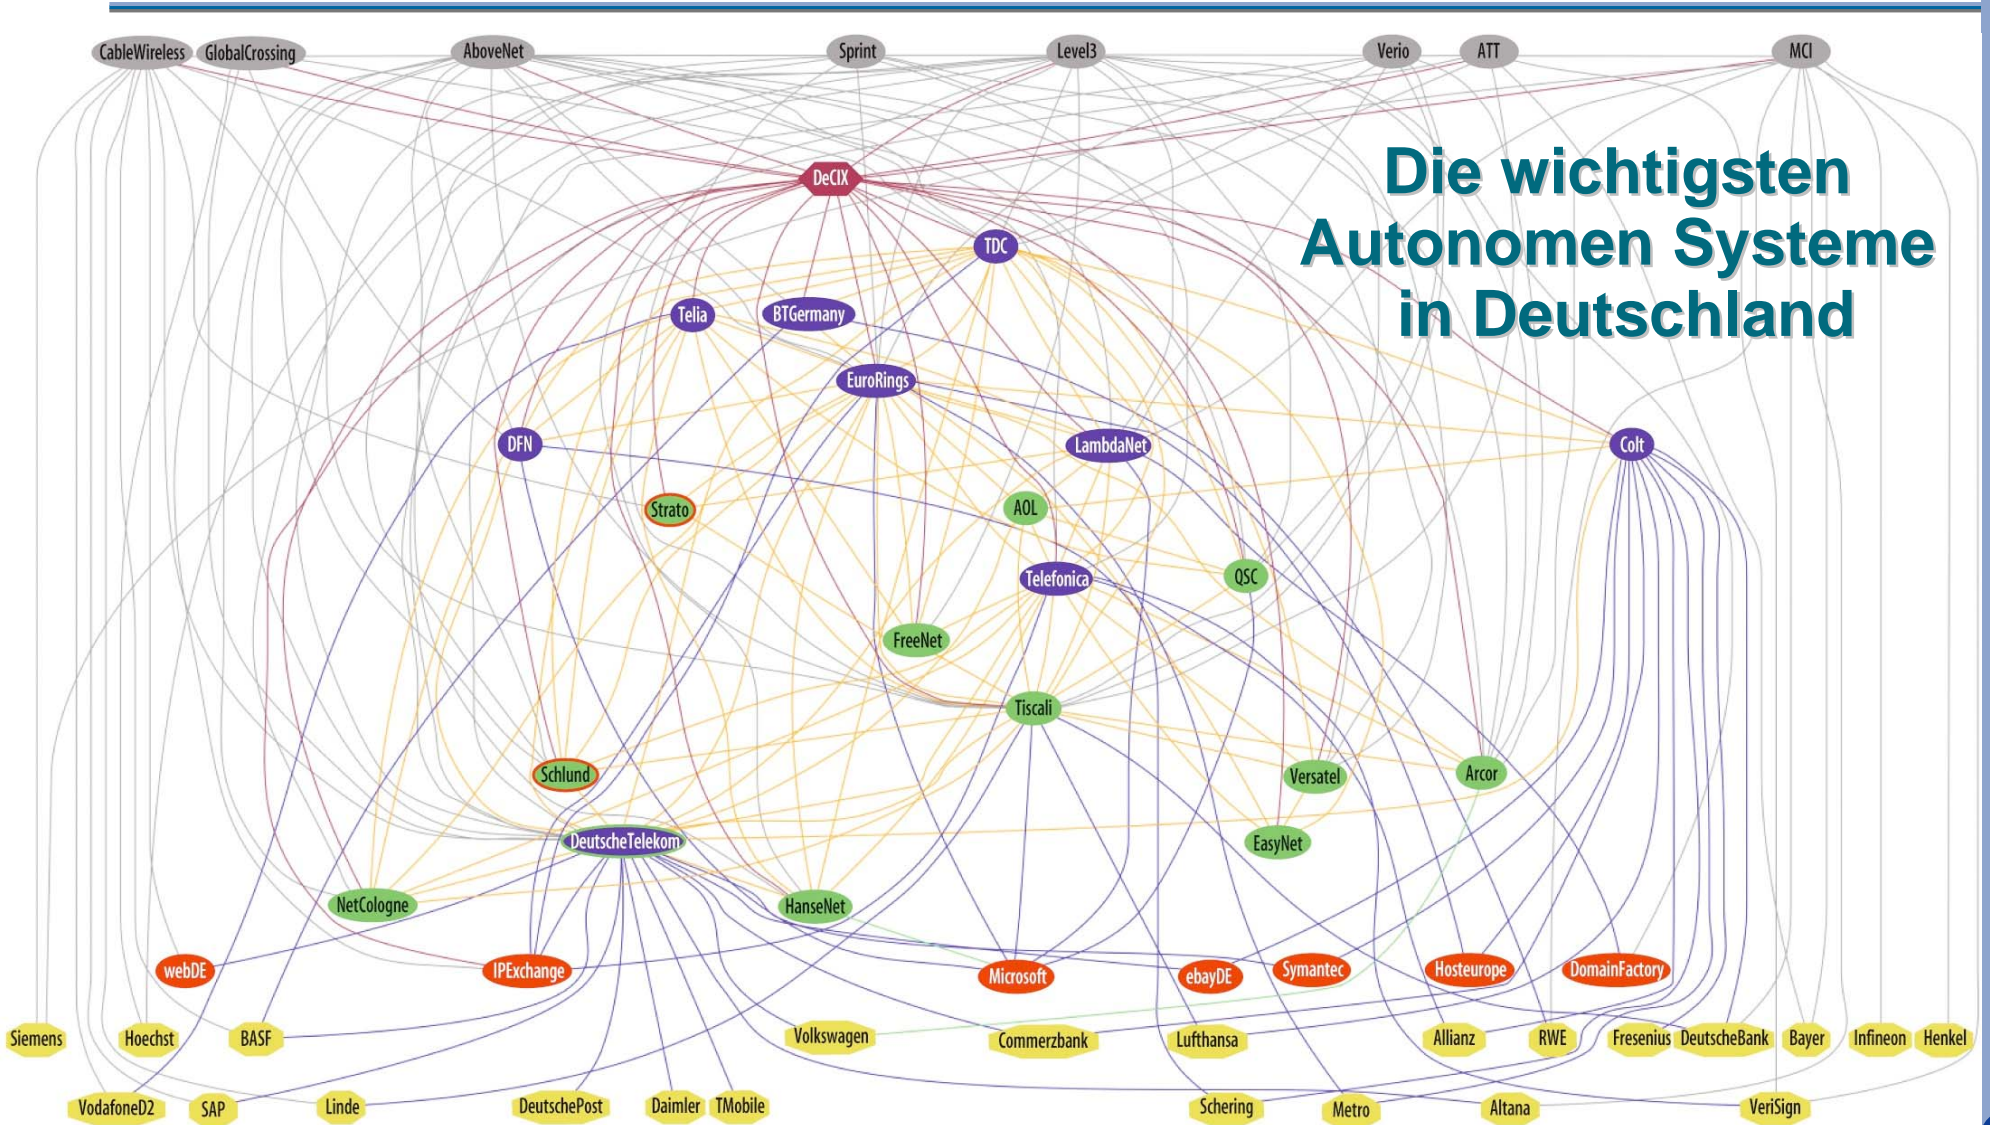 CableWireless GlobalCrossing AboveNet Sprint Level3 Verio ATT MCI
Die wichtigsten
Autonomen Systeme
in Deutschland
DeCIX
TDC
Telia BTGermany
EuroRings
DFN LambdaNet Colt
Strato AOL
Telefonica QSC
FreeNet
Tiscali
Schlund Versatel Arcor
DeutscheTelekom EasyNet
NetCologne HanseNet
webDE IPExchange Microsoft ebayDE Symantec Hosteurope DomainFactory
Siemens Hoechst BASF Volkswagen Commerzbank Lufthansa Allianz RWE Fresenius DeutscheBank Bayer Infineon Henkel
VodafoneD2 SAP Linde DeutschePost Daimler TMobile Schering Metro Altana VeriSign